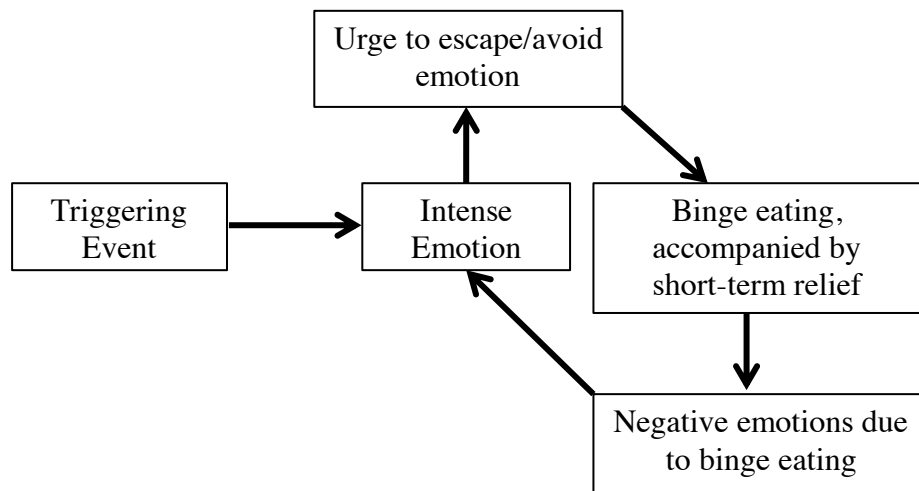 Urge to escape/avoid
emotion
Triggering
Event
Intense
Emotion
Binge eating,
accompanied by
short-term relief
Negative emotions due
to binge eating